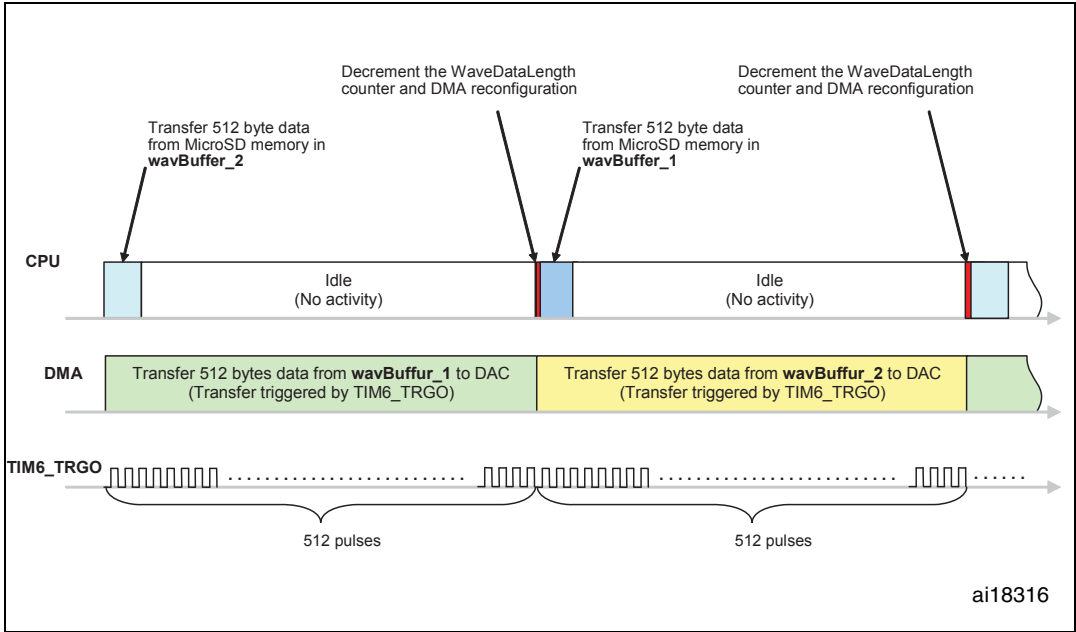 Decrement the WaveDataLength
counter and DMA reconfiguration
Decrement the WaveDataLength
counter and DMA reconfiguration
Transfer 512 byte data
from MicroSD memory in
wavBuffer_2
Transfer 512 byte data
from MicroSD memory in
wavBuffer_1
CPU
Idle
(No activity)
Idle
(No activity)
DMA
Transfer 512 bytes data from wavBuffur_1 to DAC
(Transfer triggered by TIM6_TRGO)
Transfer 512 bytes data from wavBuffur_2 to DAC
(Transfer triggered by TIM6_TRGO)
TIM6_TRGO
512 pulses
512 pulses
ai18316